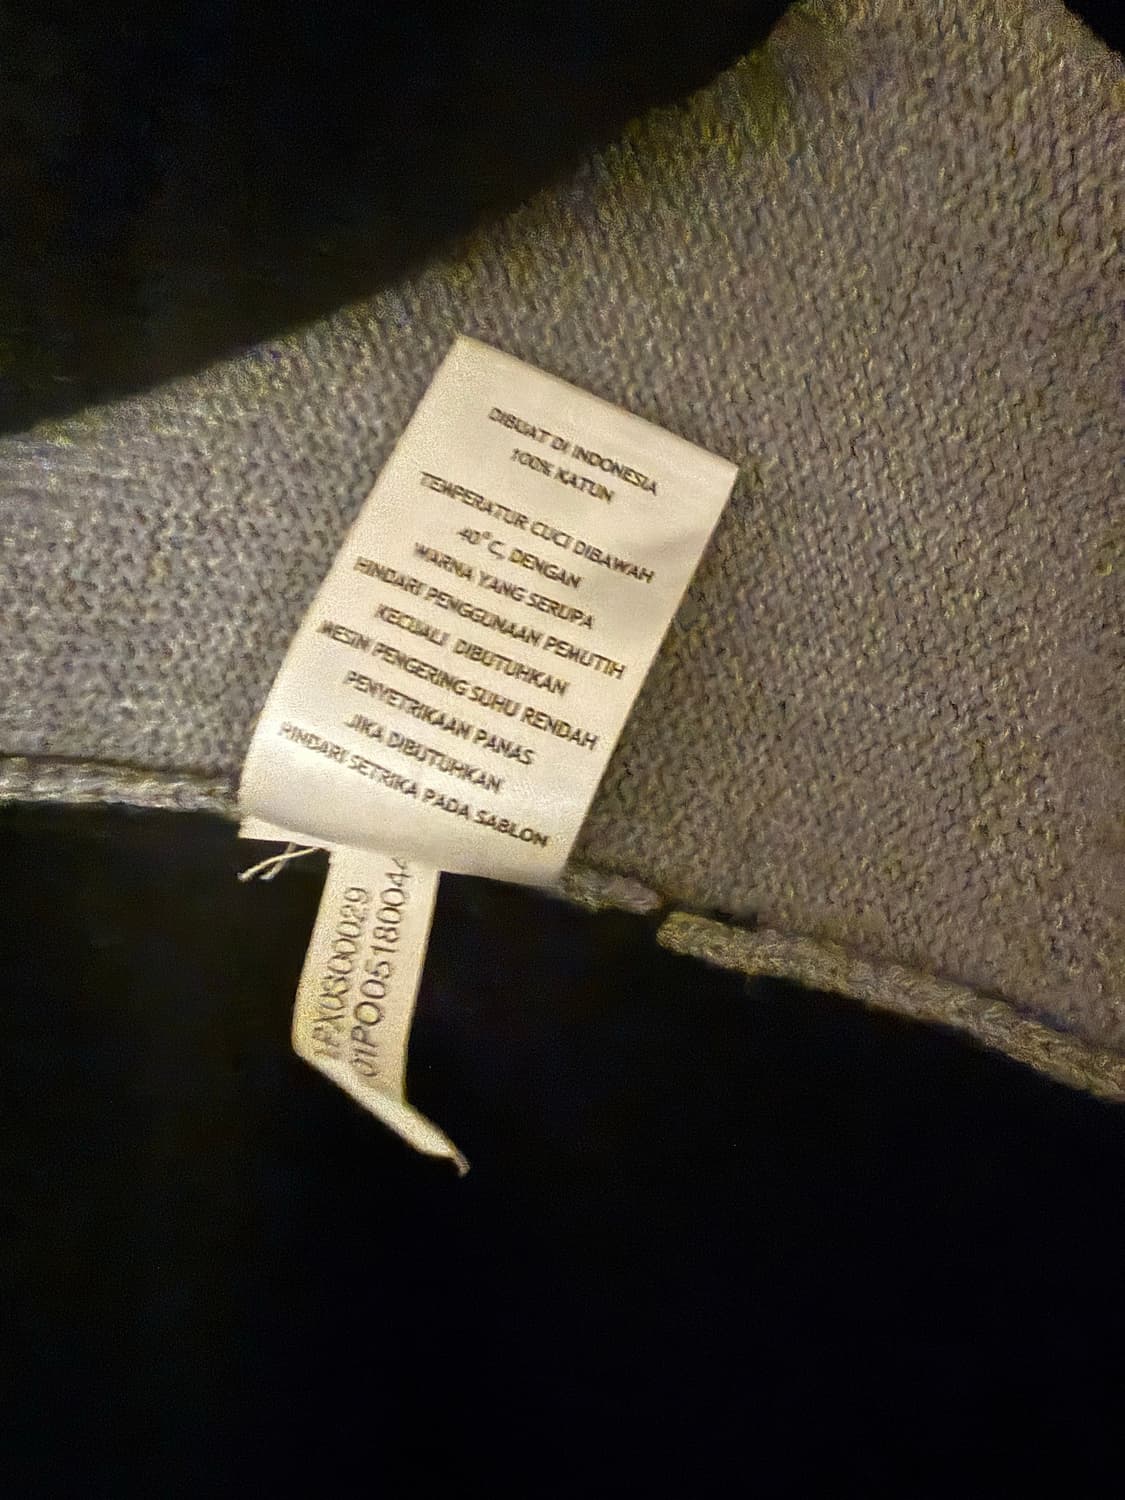 DIBUAT DI INDONESIA
100% KATUN
TEMPERATUR CUCI DIBAWAH
40°C, DENGAN
WARNA YANG SERUPA
HINDARI PENGGUNAAN PEMUTIH
KECUALI DIBUTUHKAN
MESIN PENGERING SUHU RENDAH
PENYETRIKAAN PANAS
JIKA DIBUTUHKAN
HINDARI SETRIKA PADA SABLON